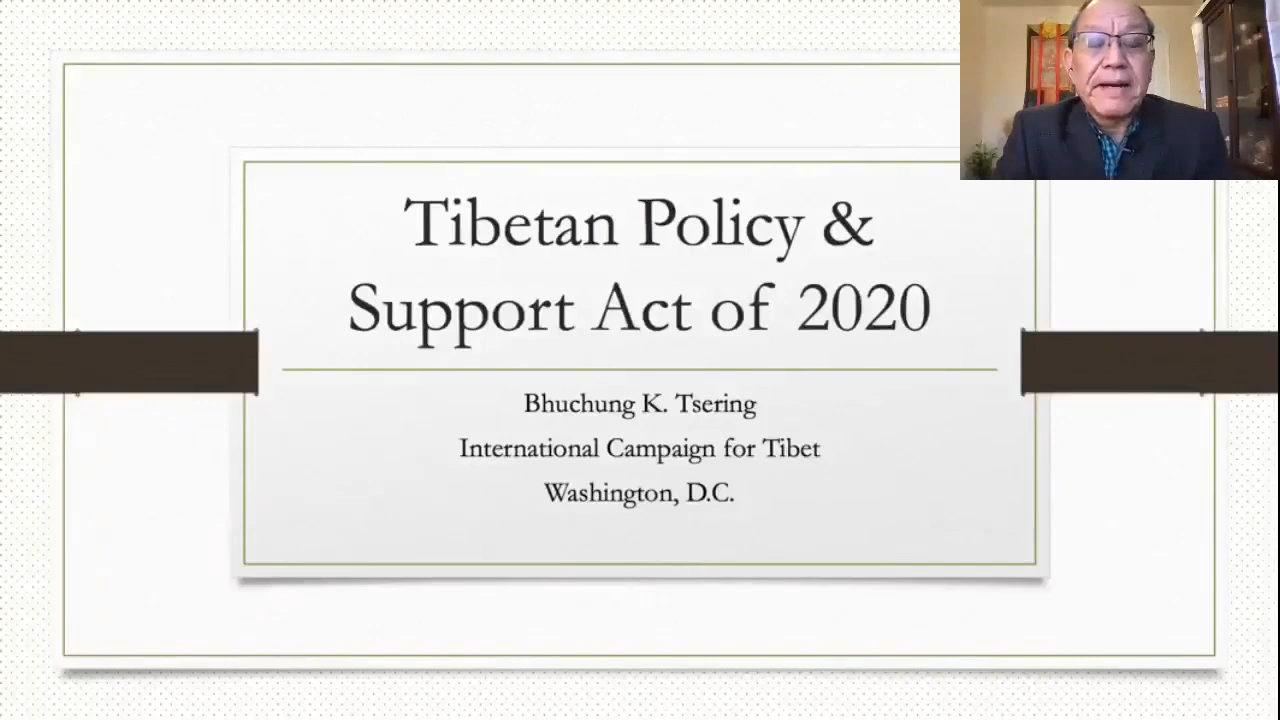 Tibetan Policy &
Support Act of 2020
Bhuchung K. Tsering
International Campaign for Tibet
Washington, D.C.